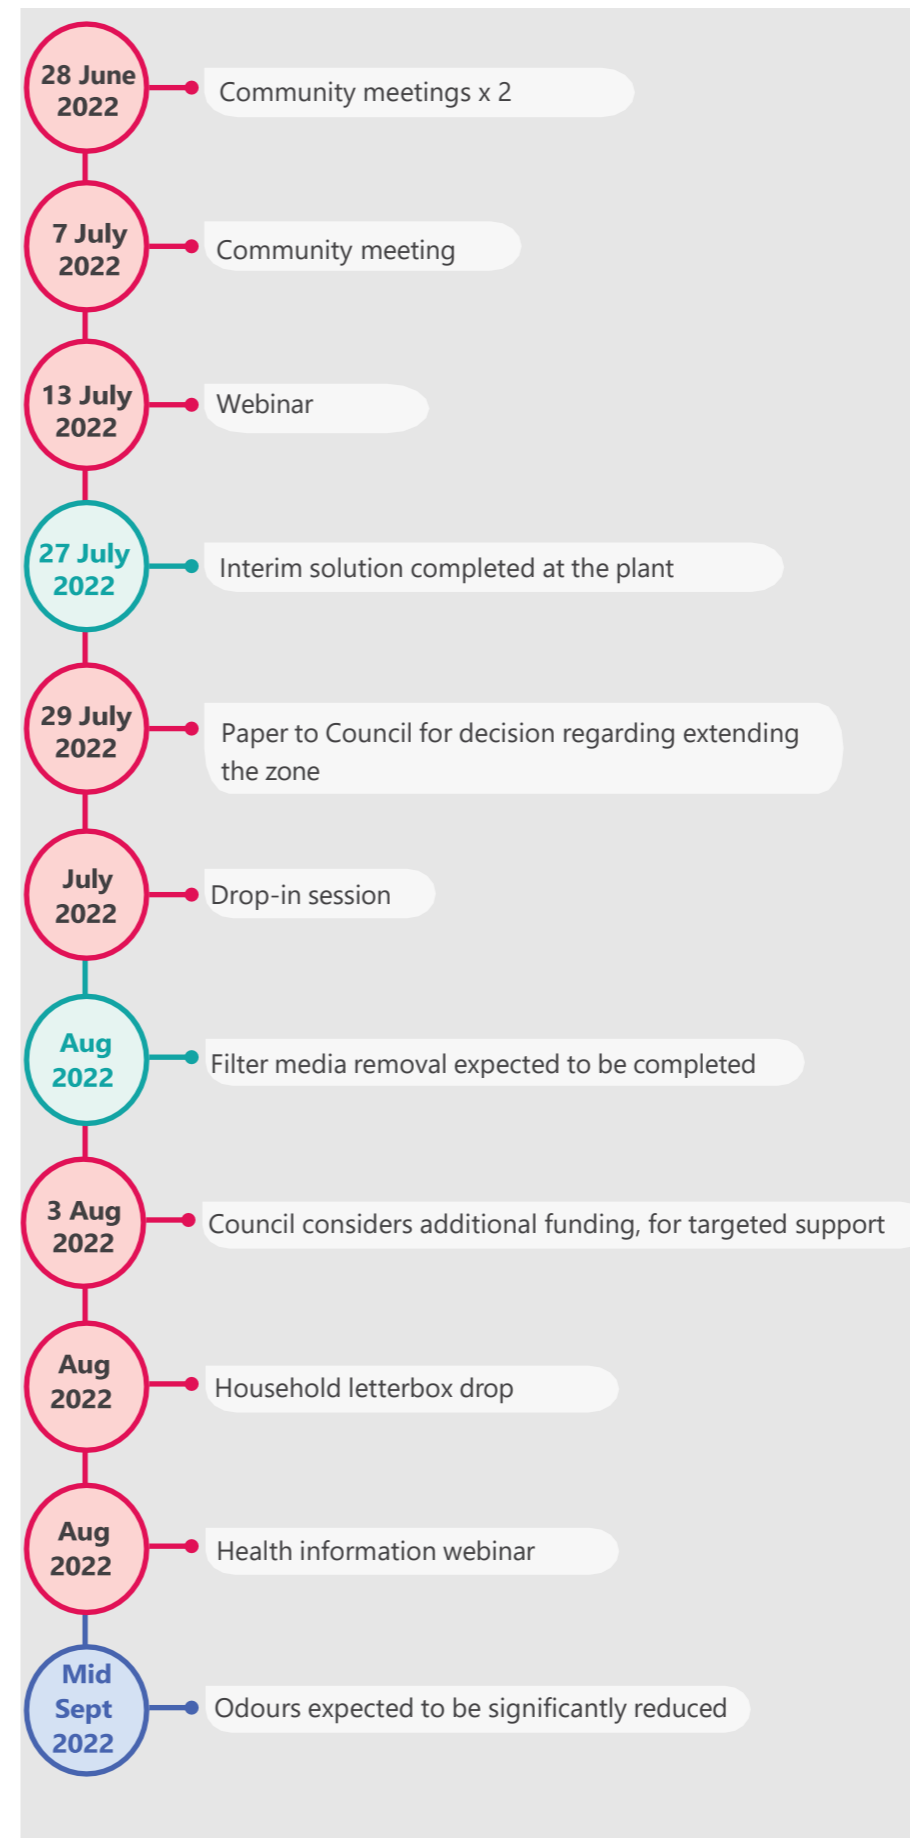 28 June
2022
Community meetings x 2
7 July
2022
Community meeting
13 July
2022
Webinar
27 July
2022
Interim solution completed at the plant
29 July
2022
Paper to Council for decision regarding extending
the zone
July
2022
Drop-in session
Aug
2022
Filter media removal expected to be completed
3 Aug
2022
Council considers additional funding, for targeted support
Aug
2022
Household letterbox drop
Aug
2022
Health information webinar
Mid
Sept
2022
Odours expected to be significantly reduced